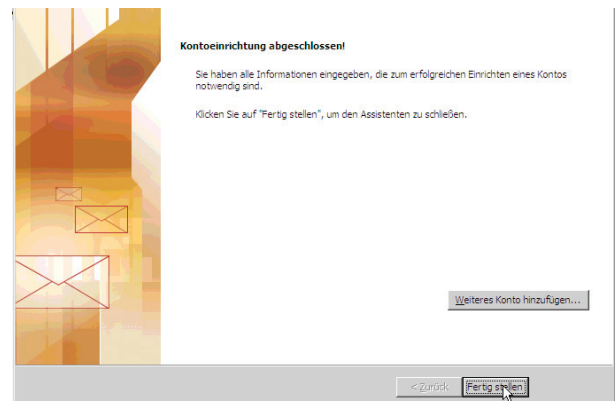 Kontoeinrichtung abgeschlossen!
Sie haben alle Informationen eingegeben, die zum erfolgreichen Einrichten eines Kontos
notwendig sind.
Klicken Sie auf "Fertig stellen", um den Assistenten zu schließen.
Weiteres Konto hinzufügen...
< Zurück
Fertig stellen